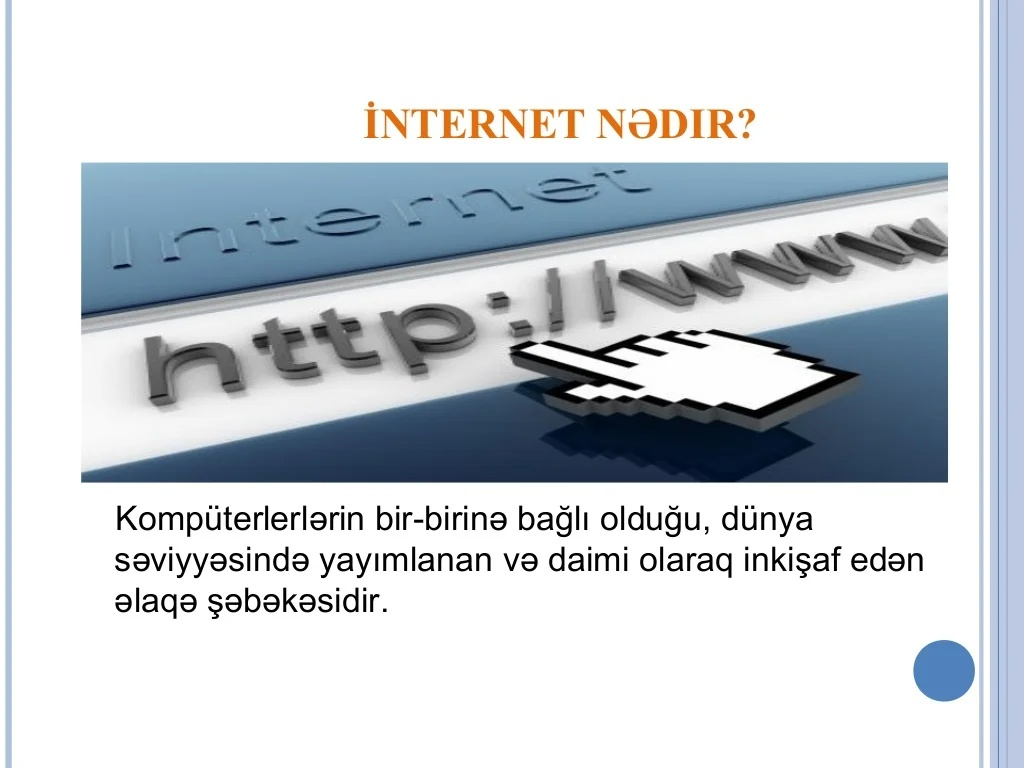 İNTERNET NƏDIR?
Internet
http://www
Kompüterlerlərin bir-birinə bağlı olduğu, dünya
səviyyəsində yayımlanan və daimi olaraq inkişaf edən
əlaqə şəbəkəsidir.